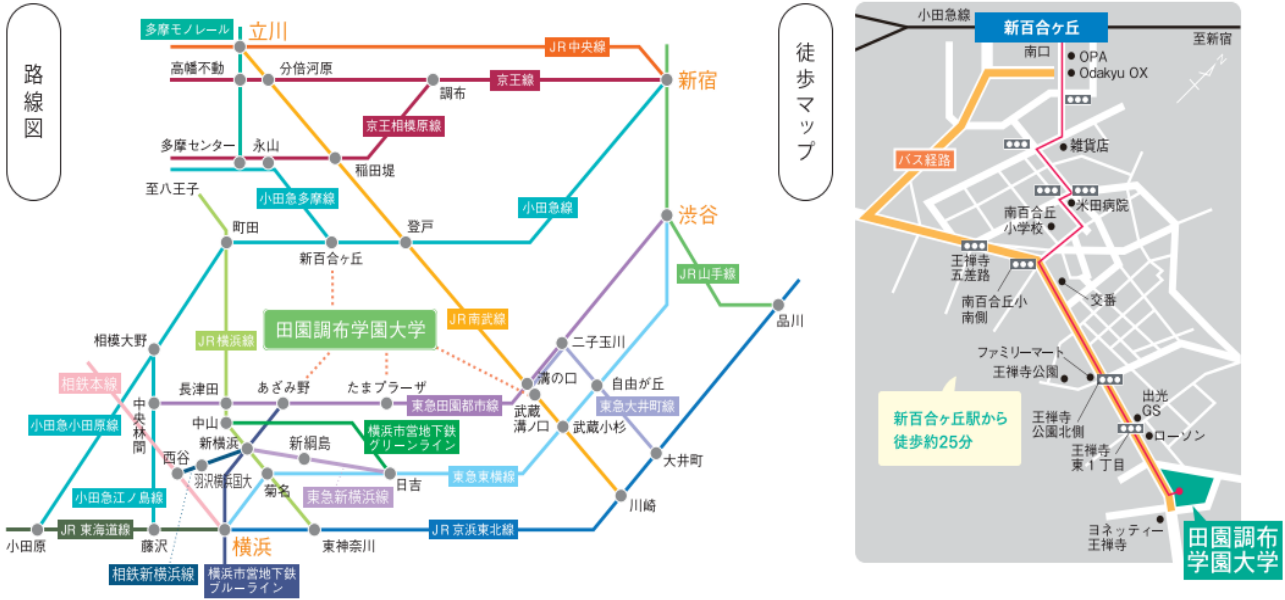 路線図
多摩モノレール
立川
JR中央線
高幡不動
分倍河原
京王線
新宿
調布
京王相模原線
多摩センター
永山
稲田堤
至八王子
小田急多摩線
小田急線
渋谷
町田
新百合ヶ丘
登戸
JR山手線
田園調布学園大学
JR南武線
品川
相模大野
JR横浜線
二子玉川
相鉄本線
長津田
あざみ野
たまプラーザ
溝の口
自由が丘
東急田園都市線
武蔵
溝ノ口
東急大井町線
中央林間
小田急小田原線
中山
横浜市営地下鉄
グリーンライン
武蔵小杉
新横浜
新綱島
西谷
羽沢横浜国大
大井町
東急東横線
日吉
菊名
東急新横浜線
小田急江ノ島線
川崎
JR 東海道線
JR 京浜東北線
小田原
藤沢
横浜
東神奈川
相鉄新横浜線
横浜市営地下鉄
ブルーライン
徒歩マップ
小田急線
新百合ヶ丘
至新宿
南口
OPA
Odakyu OX
N
雑貨店
バス経路
米田病院
南百合丘
小学校
王禅寺
五差路
交番
南百合丘小
南側
ファミリーマート
王禅寺公園
新百合ヶ丘駅から
徒歩約25分
王禅寺
公園北側
出光
GS
ローソン
王禅寺
東1丁目
ヨネッティー
王禅寺
田園調布
学園大学